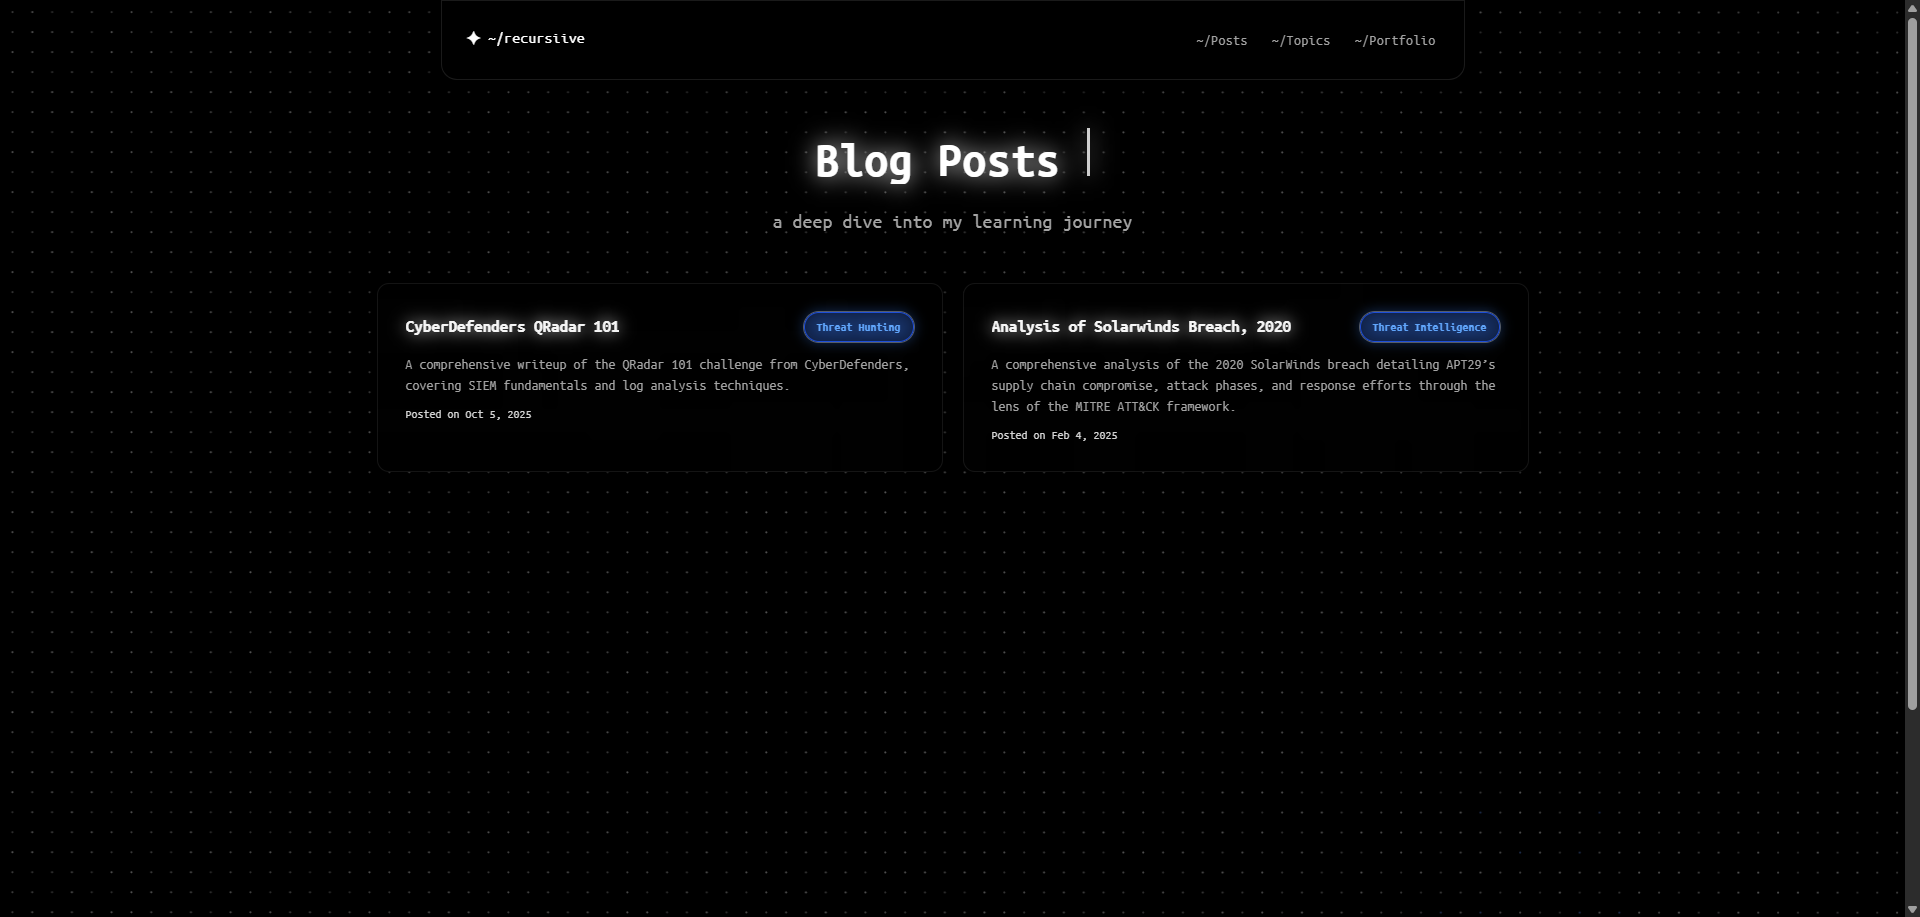 ~/recursiive
~/Posts ~/Topics ~/Portfolio
Blog Posts
a deep dive into my learning journey
CyberDefenders QRadar 101
Threat Hunting
A comprehensive writeup of the QRadar 101 challenge from CyberDefenders,
covering SIEM fundamentals and log analysis techniques.
Posted on Oct 5, 2025
Analysis of Solarwinds Breach, 2020
Threat Intelligence
A comprehensive analysis of the 2020 SolarWinds breach detailing APT29’s
supply chain compromise, attack phases, and response efforts through the
lens of the MITRE ATT&CK framework.
Posted on Feb 4, 2025